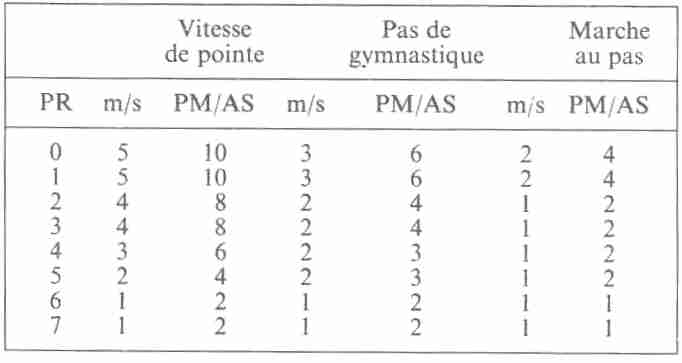 Vitesse Pas de Marche
de pointe gymnastique au pas
PR m/s PM/AS m/s PM/AS m/s PM/AS
0 5 10 3 6 2 4
1 5 10 3 6 2 4
2 4 8 2 4 1 2
3 4 8 2 4 1 2
4 3 6 2 3 1 2
5 2 4 2 3 1 2
6 1 2 1 2 1 1
7 1 2 1 2 1 1